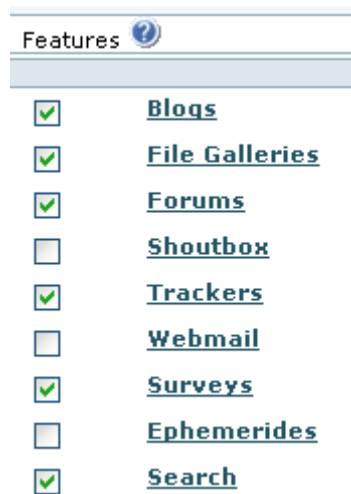 Features ?
Blogs
File Galleries
Forums
Shoutbox
Trackers
Webmail
Surveys
Ephemerides
Search